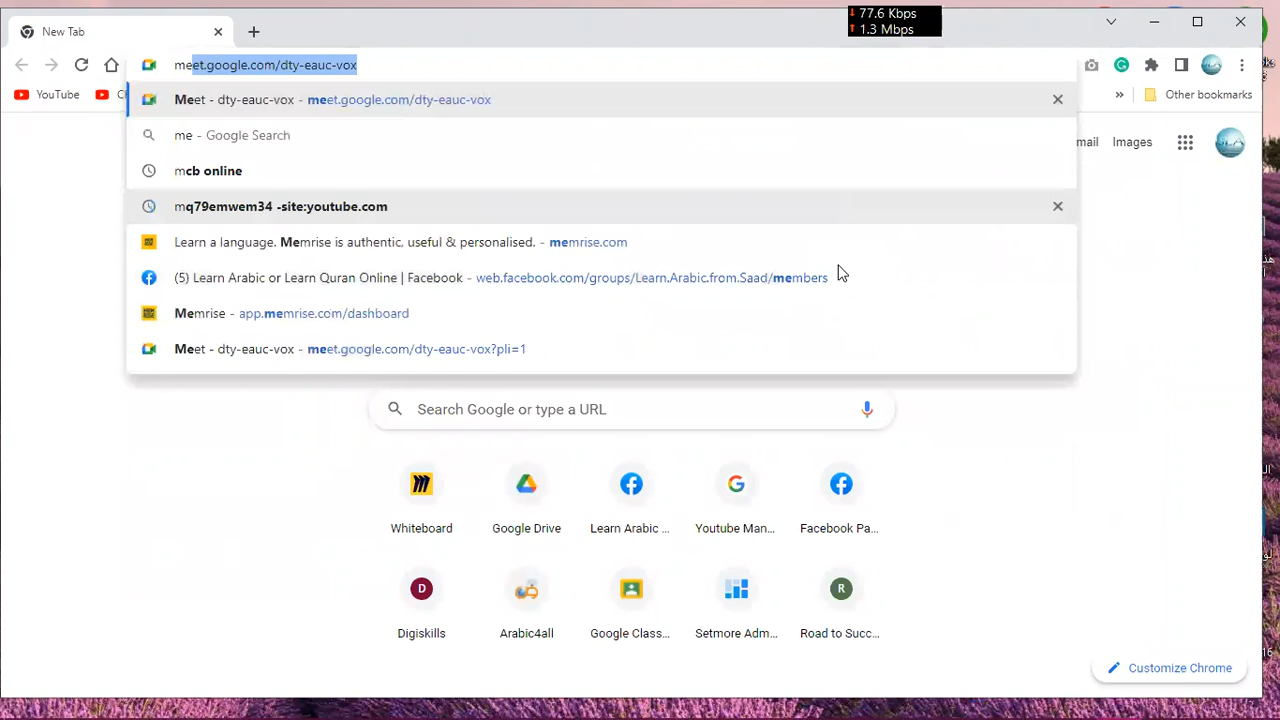 77.6 Kbps
1.3 Mbps
New Tab
meet.google.com/dty-eauc-vox
YouTube
Other bookmarks
Meet - dty-eauc-vox - meet.google.com/dty-eauc-vox
me - Google Search
mail Images
mcb online
mq79emwem34 -site:youtube.com
Learn a language. Memrise is authentic, useful & personalised. - memrise.com
(5) Learn Arabic or Learn Quran Online | Facebook - web.facebook.com/groups/Learn.Arabic.from.Saad/members
Memrise - app.memrise.com/dashboard
Meet - dty-eauc-vox - meet.google.com/dty-eauc-vox?pli=1
Search Google or type a URL
Whiteboard Google Drive Learn Arabic ... Youtube Man... Facebook Pa...
D R
Digiskills Arabic4all Google Class... Setmore Adm... Road to Succ...
Customize Chrome